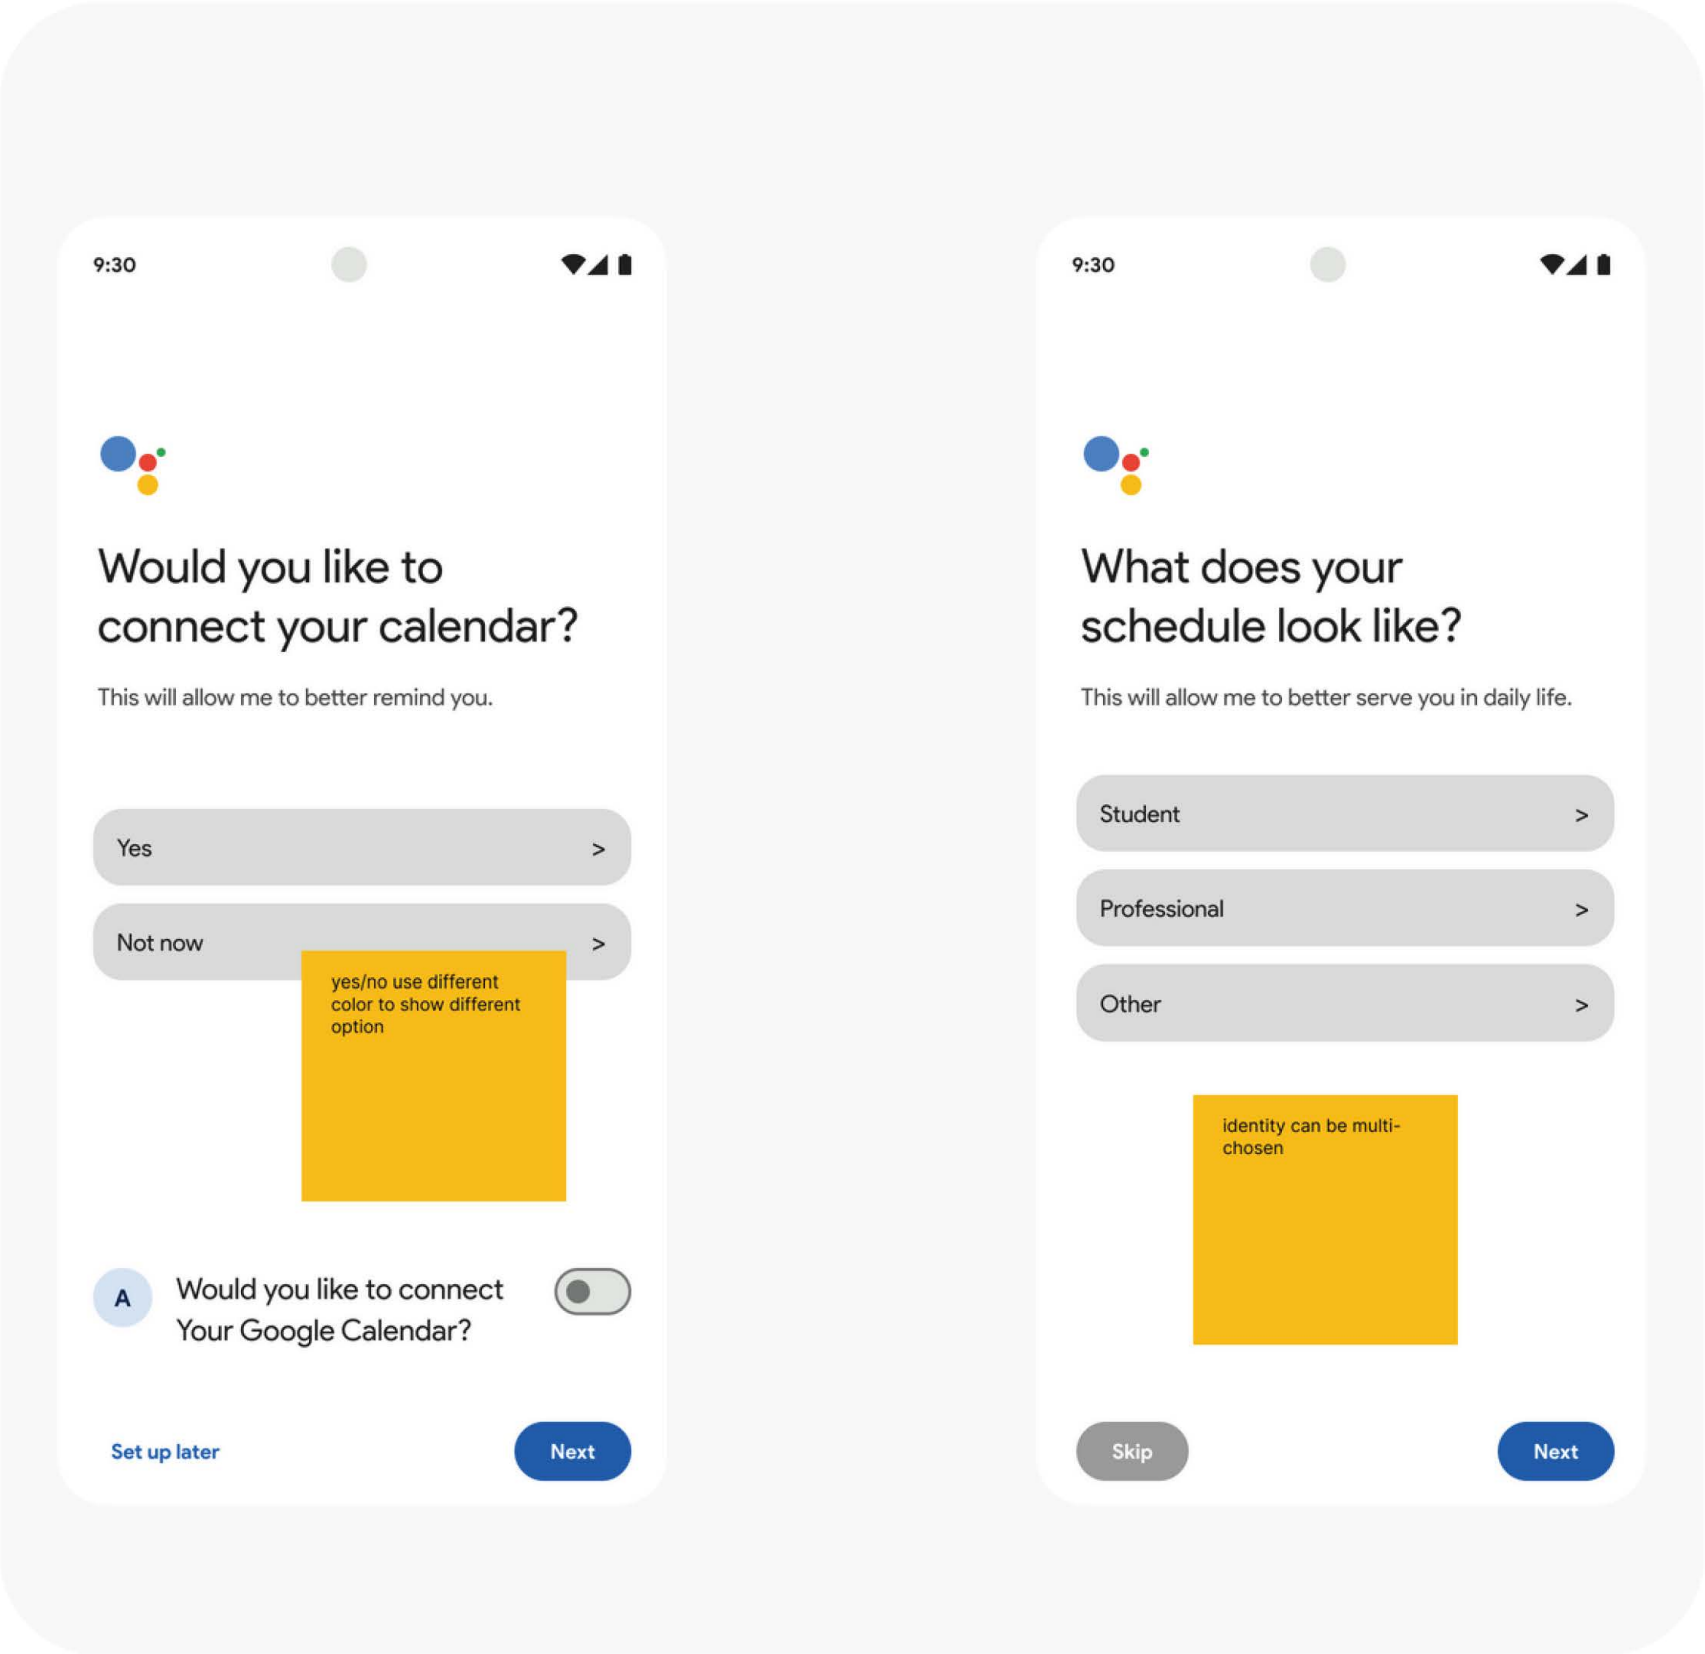 9:30
Would you like to
connect your calendar?
This will allow me to better remind you.
Yes >
Not now >
yes/no use different
color to show different
option
A
Would you like to connect
Your Google Calendar?
Set up later
Next
9:30
What does your
schedule look like?
This will allow me to better serve you in daily life.
Student >
Professional >
Other >
identity can be multi-
chosen
Skip
Next